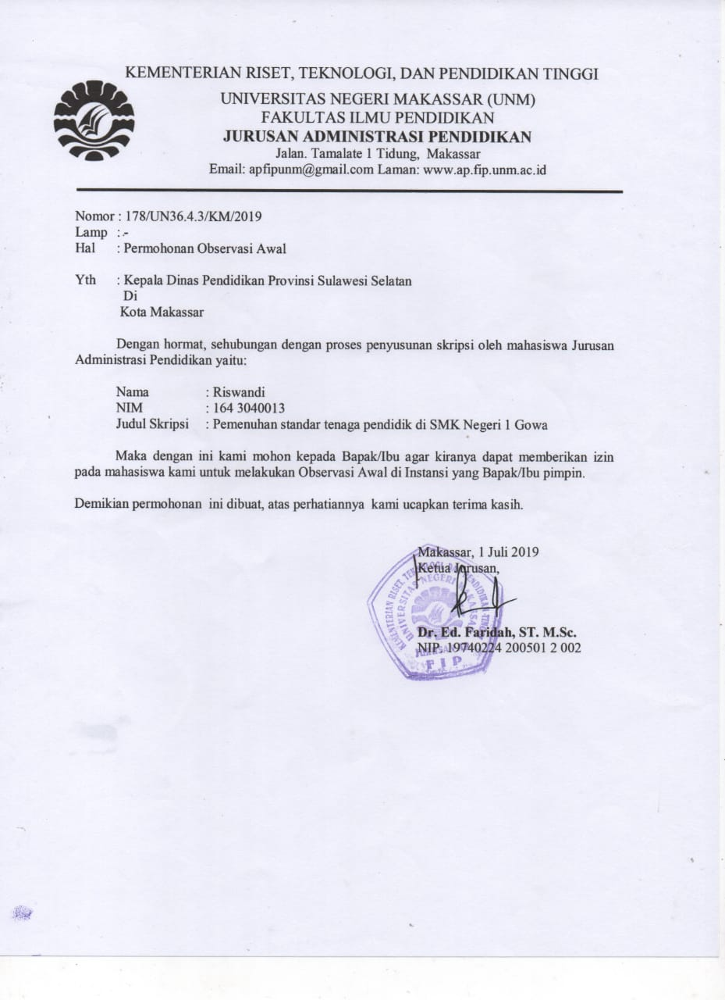 KEMENTERIAN RISET, TEKNOLOGI, DAN PENDIDIKAN TINGGI
UNIVERSITAS NEGERI MAKASSAR (UNM)
FAKULTAS ILMU PENDIDIKAN
JURUSAN ADMINISTRASI PENDIDIKAN
Jalan. Tamalate 1 Tidung, Makassar
Email: apfipunm@gmail.com Laman: www.ap.fip.unm.ac.id
Nomor : 178/UN36.4.3/KM/2019
Lamp : -
Hal : Permohonan Observasi Awal
Yth : Kepala Dinas Pendidikan Provinsi Sulawesi Selatan
Di
Kota Makassar
Dengan hormat, sehubungan dengan proses penyusunan skripsi oleh mahasiswa Jurusan
Administrasi Pendidikan yaitu:
Nama : Riswandi
NIM : 164 3040013
Judul Skripsi : Pemenuhan standar tenaga pendidik di SMK Negeri 1 Gowa
Maka dengan ini kami mohon kepada Bapak/Ibu agar kiranya dapat memberikan izin
pada mahasiswa kami untuk melakukan Observasi Awal di Instansi yang Bapak/Ibu pimpin.
Demikian permohonan ini dibuat, atas perhatiannya kami ucapkan terima kasih.
Makassar, 1 Juli 2019
Ketua Jurusan,
Dr. Ed. Faridah, ST. M.Sc.
NIP. 19740224 200501 2 002
KEMENTERIAN RISET, TEKNOLOGI, DAN PENDIDIKAN TINGGI
UNIVERSITAS NEGERI MAKASSAR
FIP